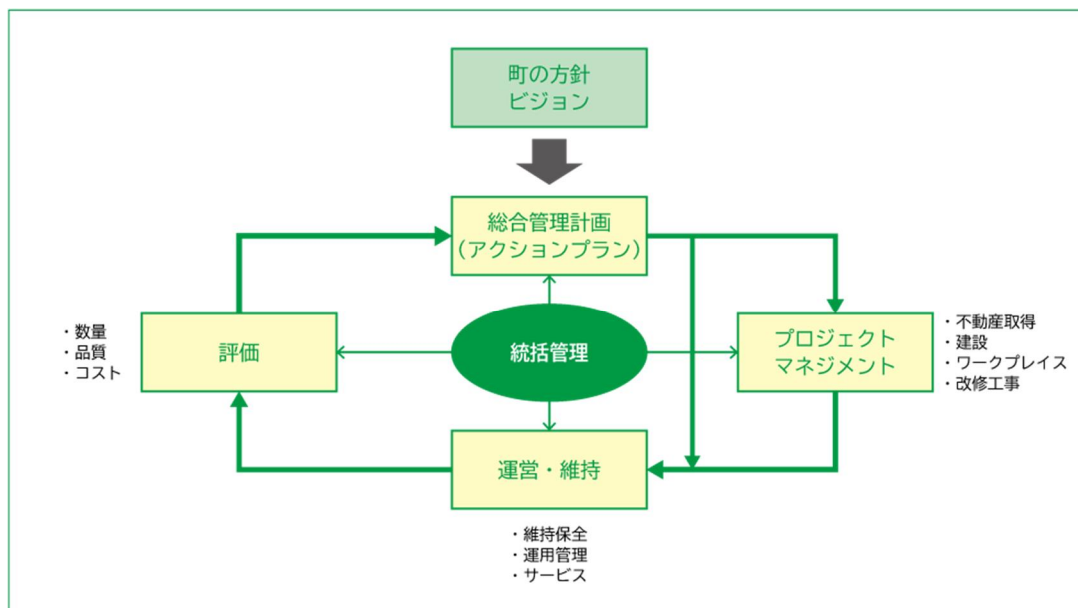 町の方針
ビジョン
総合管理計画
（アクションプラン）
・数量
・品質
・コスト
評価
統括管理
プロジェクト
マネジメント
・不動産取得
・建設
・ワークプレイス
・改修工事
運営・維持
・維持保全
・運用管理
・サービス